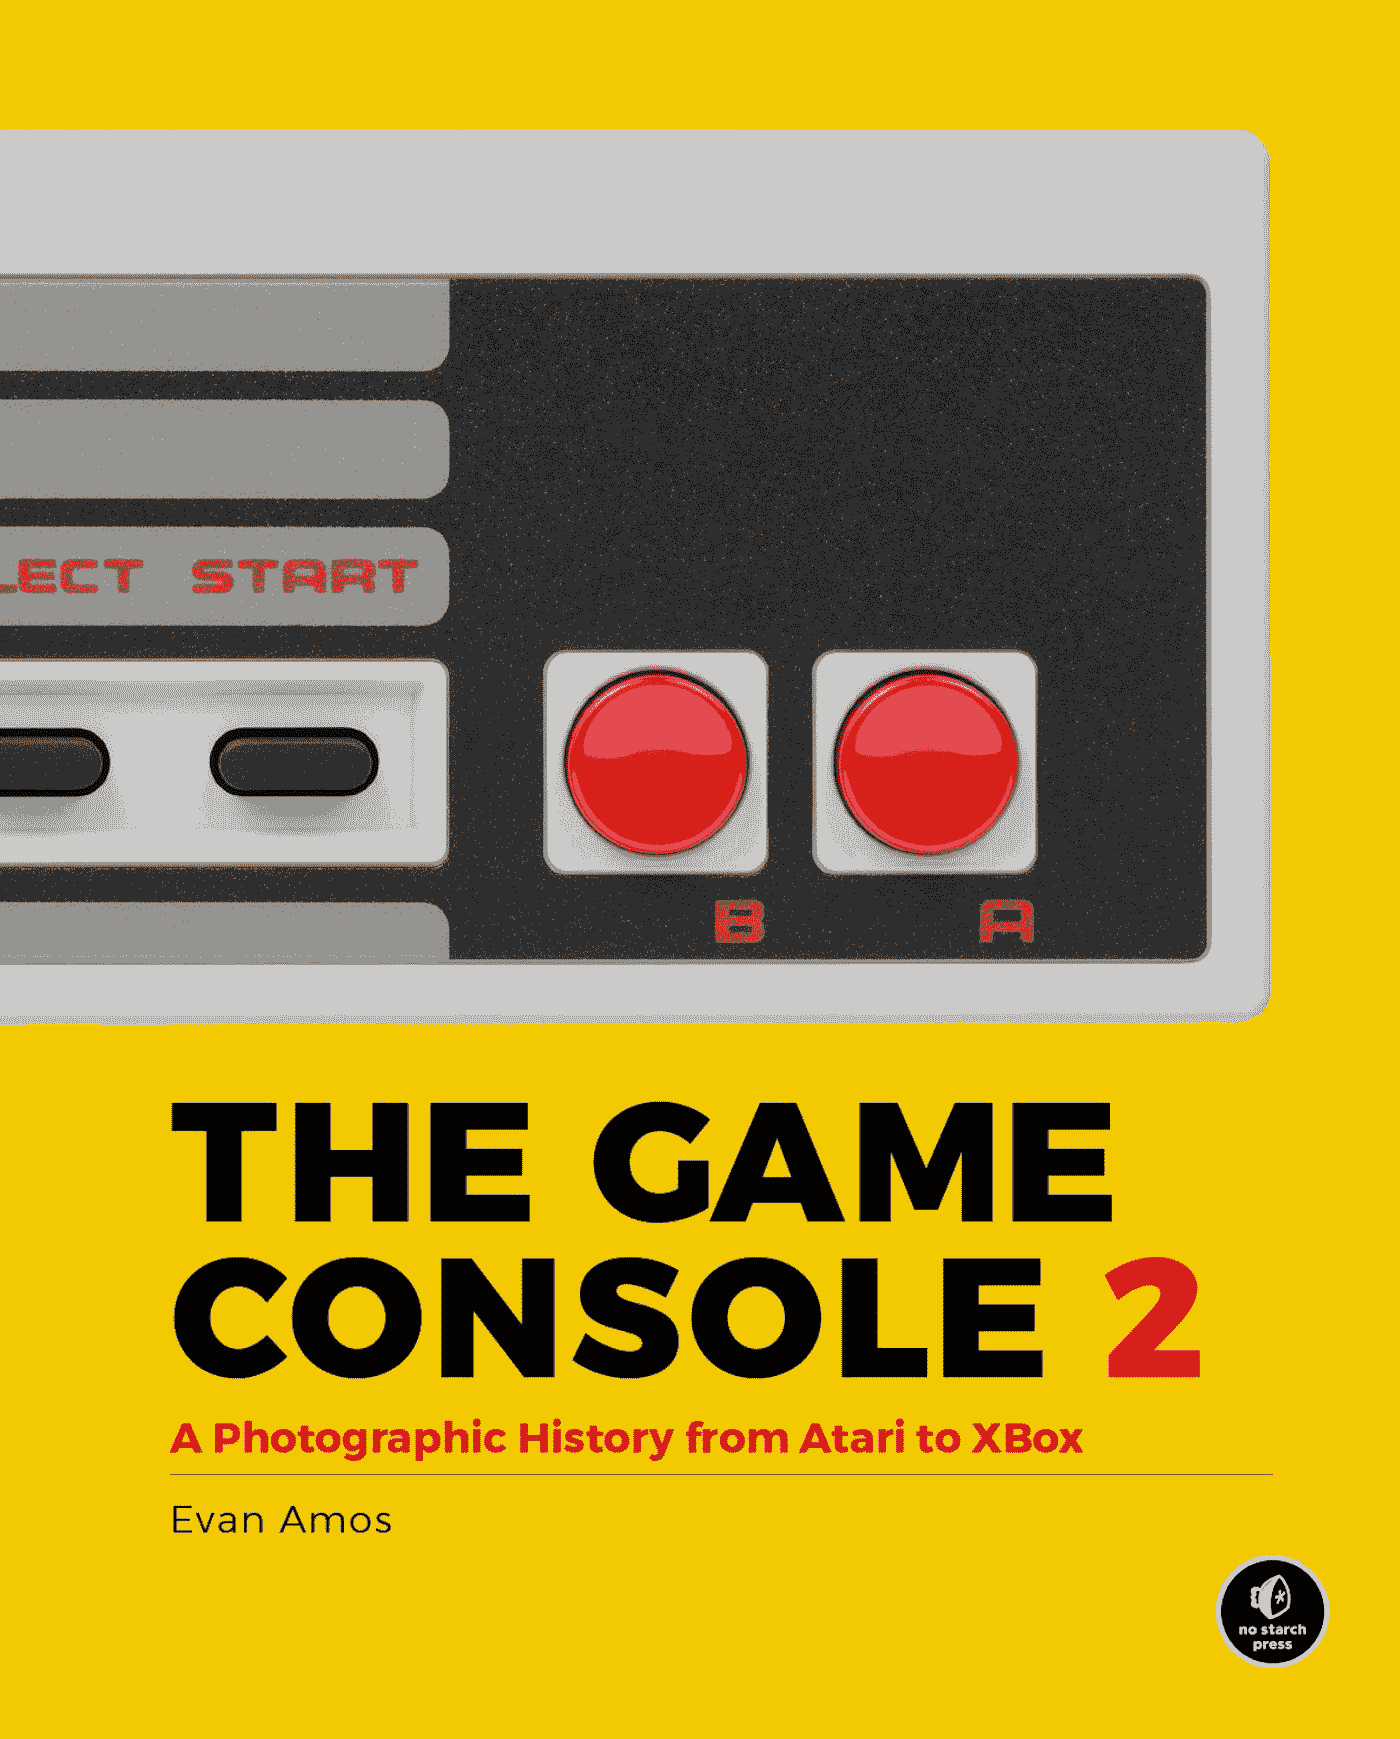 LECT START
B A
THE GAME
CONSOLE 2
A Photographic History from Atari to XBox
Evan Amos
no starch
press